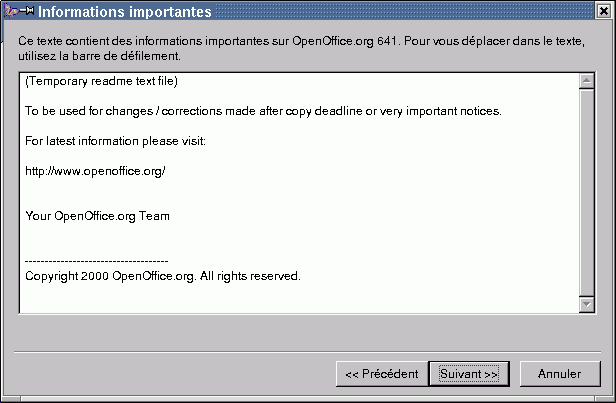 Informations importantes
Ce texte contient des informations importantes sur OpenOffice.org 641. Pour vous déplacer dans le texte,
utilisez la barre de défilement.
(Temporary readme text file)
To be used for changes / corrections made after copy deadline or very important notices.
For latest information please visit:
http://www.openoffice.org/
Your OpenOffice.org Team
------------------------------------
Copyright 2000 OpenOffice.org. All rights reserved.
<< Précédent Suivant >> Annuler